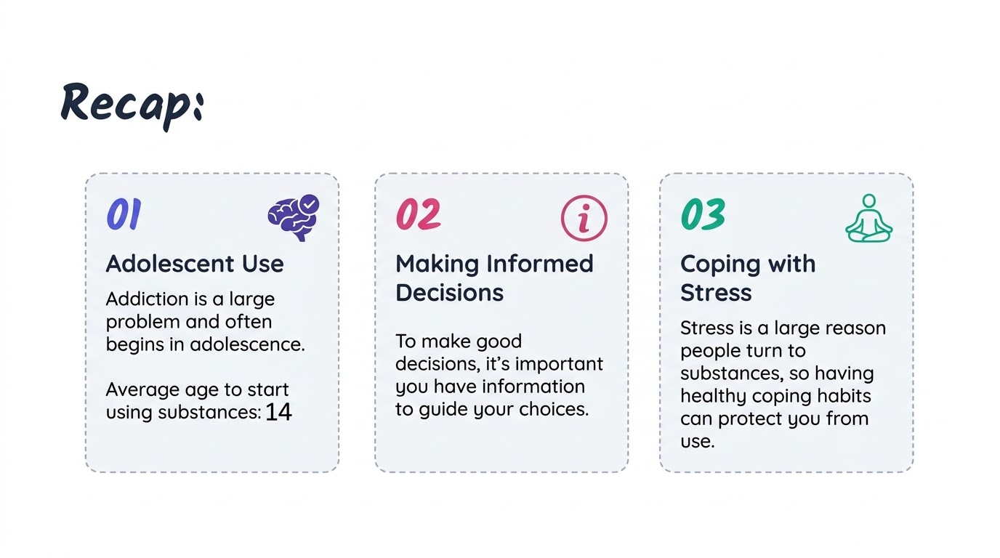 Recap:
01
Adolescent Use
Addiction is a large
problem and often
begins in adolescence.
Average age to start
using substances: 14
02
Making Informed
Decisions
To make good
decisions, it’s important
you have information
to guide your choices.
03
Coping with
Stress
Stress is a large reason
people turn to
substances, so having
healthy coping habits
can protect you from
use.